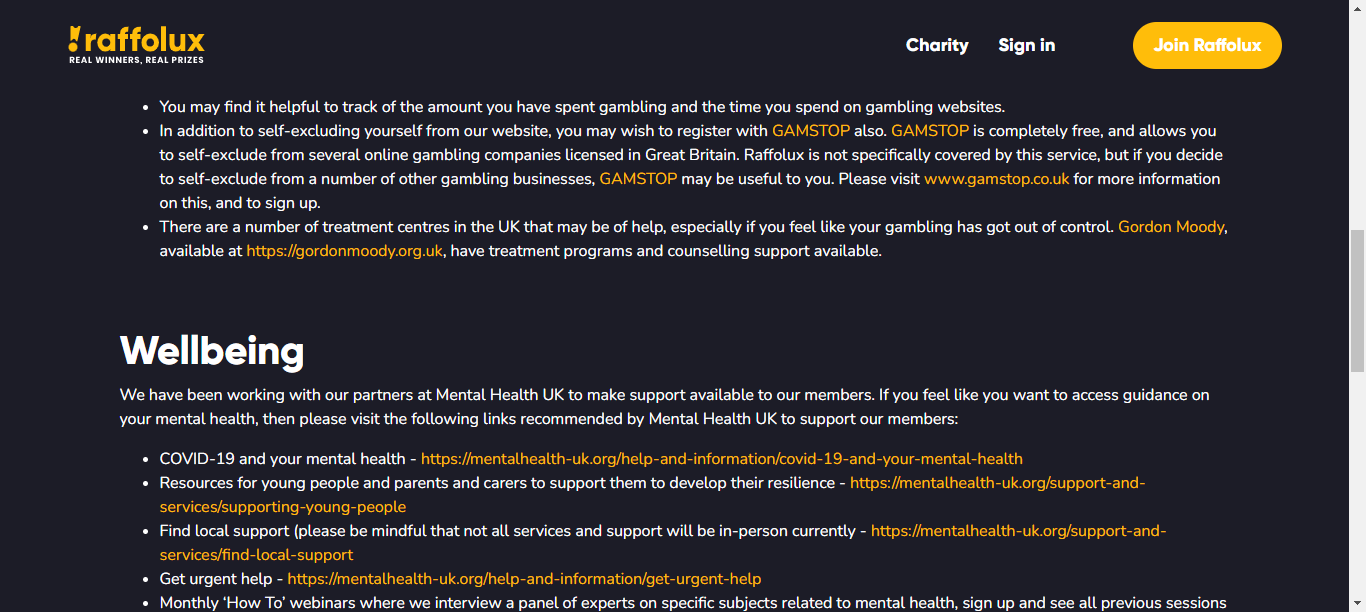 raffolux
REAL WINNERS, REAL PRIZES
Charity
Sign in
Join Raffolux
• You may find it helpful to track of the amount you have spent gambling and the time you spend on gambling websites.
• In addition to self-excluding yourself from our website, you may wish to register with GAMSTOP also. GAMSTOP is completely free, and allows you
to self-exclude from several online gambling companies licensed in Great Britain. Raffolux is not specifically covered by this service, but if you decide
to self-exclude from a number of other gambling businesses, GAMSTOP may be useful to you. Please visit www.gamstop.co.uk for more information
on this, and to sign up.
• There are a number of treatment centres in the UK that may be of help, especially if you feel like your gambling has got out of control. Gordon Moody,
available at https://gordonmoody.org.uk, have treatment programs and counselling support available.
Wellbeing
We have been working with our partners at Mental Health UK to make support available to our members. If you feel like you want to access guidance on
your mental health, then please visit the following links recommended by Mental Health UK to support our members:
• COVID-19 and your mental health - https://mentalhealth-uk.org/help-and-information/covid-19-and-your-mental-health
• Resources for young people and parents and carers to support them to develop their resilience - https://mentalhealth-uk.org/support-and-
services/supporting-young-people
• Find local support (please be mindful that not all services and support will be in-person currently - https://mentalhealth-uk.org/support-and-
services/find-local-support
• Get urgent help - https://mentalhealth-uk.org/help-and-information/get-urgent-help
• Monthly ‘How To’ webinars where we interview a panel of experts on specific subjects related to mental health, sign up and see all previous sessions